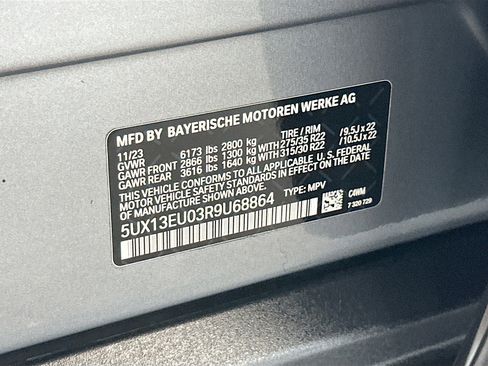 MFD BY BAYERISCHE MOTOREN WERKE AG
11/23 TIRE / RIM
GVWR 6173 lbs 2800 kg
GAWR FRONT 2866 lbs 1300 kg 275/35 R22 /9.5J x 22
GAWR REAR 3616 lbs 1640 kg 315/30 R22 /10.5J x 22
THIS VEHICLE CONFORMS TO ALL APPLICABLE U.S. FEDERAL
MOTOR VEHICLE SAFETY STANDARDS IN EFFECT ON THE DATE OF
MANUFACTURE SHOWN ABOVE.
5UX13EU03R9U68864 TYPE: MPV C4WM
7 320 729